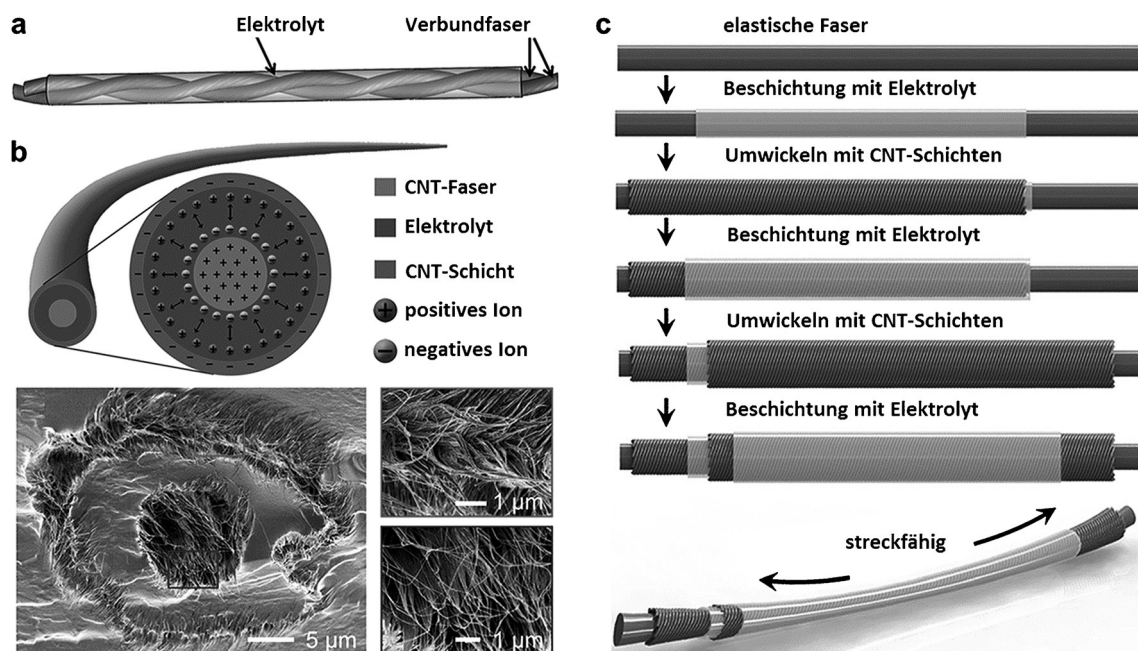 a
Elektrolyt
Verbundfaser
b
CNT-Faser
Elektrolyt
CNT-Schicht
+ positives Ion
− negatives Ion
5 µm
1 µm
1 µm
c
elastische Faser
Beschichtung mit Elektrolyt
Umwickeln mit CNT-Schichten
Beschichtung mit Elektrolyt
Umwickeln mit CNT-Schichten
Beschichtung mit Elektrolyt
streckfähig